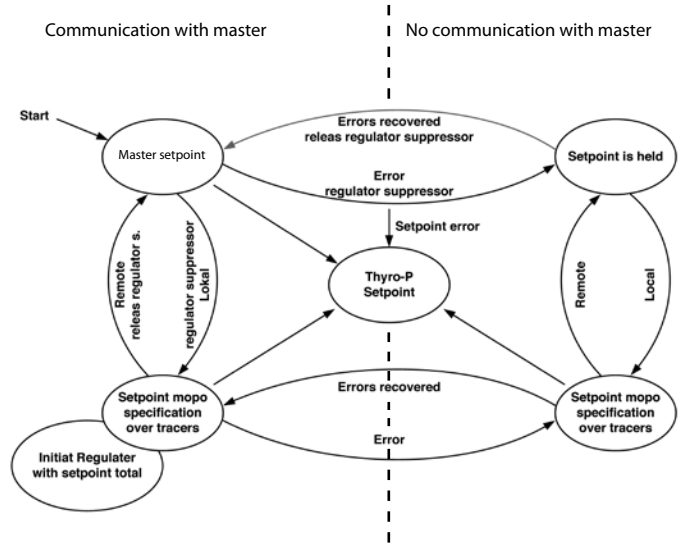 Communication with master
No communication with master
Start
Master setpoint
Errors recovered
releas regulator suppressor
Setpoint is held
Error
regulator suppressor
Setpoint error
Remote
releas regulator s.
regulator suppressor
Lokal
Thyro-P
Setpoint
Remote
Local
Setpoint mopo
specification
over tracers
Errors recovered
Setpoint mopo
specification
over tracers
Error
Initiat Regulater
with setpoint total